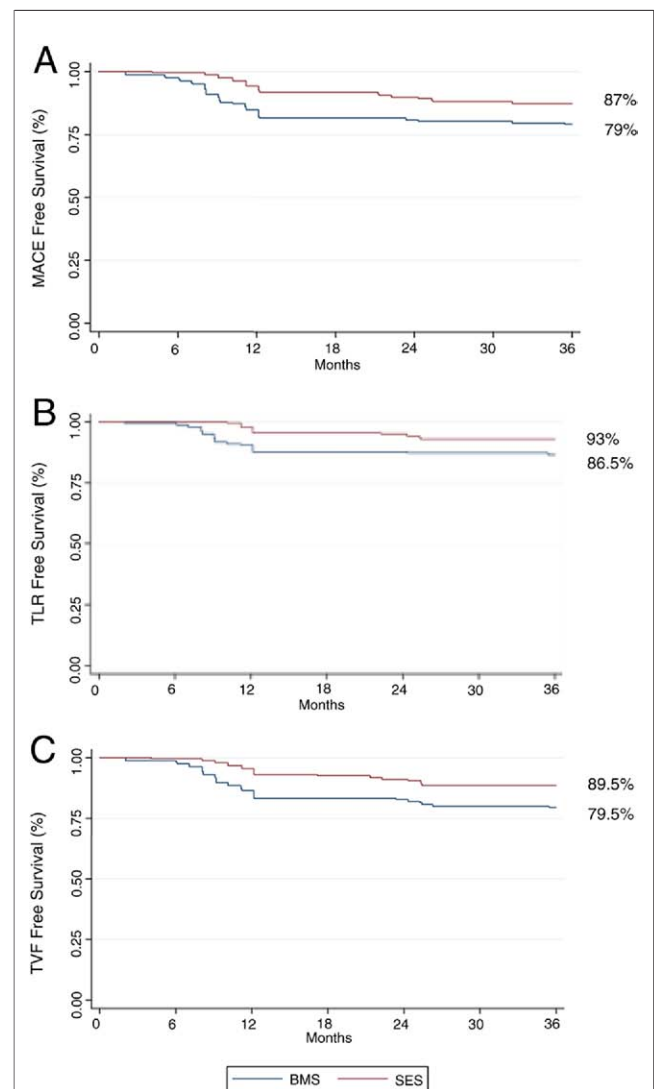 A
MACE Free Survival (%)
1.00
0.75
0.50
0.25
0.00
87%
79%
0 6 12 18 24 30 36
Months
B
TLR Free Survival (%)
1.00
0.75
0.50
0.25
0.00
93%
86.5%
0 6 12 18 24 30 36
Months
C
TVF Free Survival (%)
1.00
0.75
0.50
0.25
0.00
89.5%
79.5%
0 6 12 18 24 30 36
Months
BMS SES